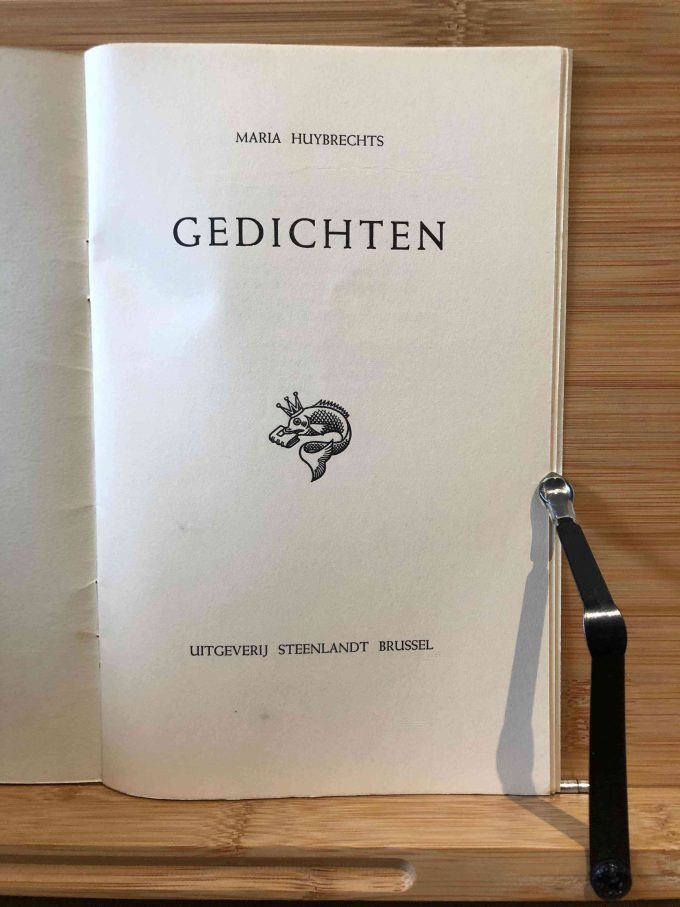 MARIA HUYBRECHTS
GEDICHTEN
UITGEVERIJ STEENLANDT BRUSSEL